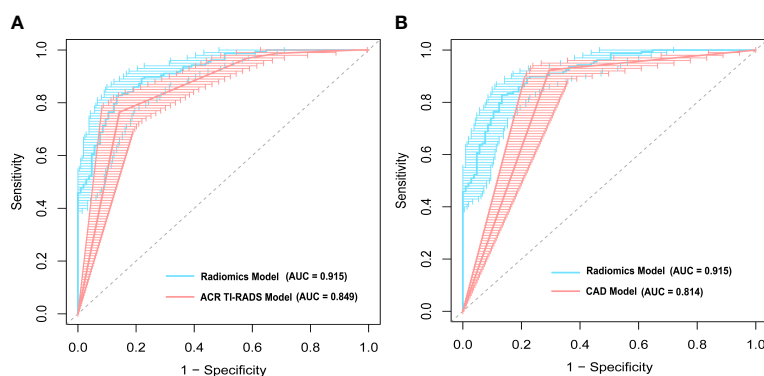 A
1.0
0.8
0.6
0.4
0.2
0.0
Sensitivity
Radiomics Model (AUC = 0.915)
ACR TI-RADS Model (AUC = 0.849)
0.0 0.2 0.4 0.6 0.8 1.0
1 − Specificity
B
1.0
0.8
0.6
0.4
0.2
0.0
Sensitivity
Radiomics Model (AUC = 0.915)
CAD Model (AUC = 0.814)
0.0 0.2 0.4 0.6 0.8 1.0
1 − Specificity